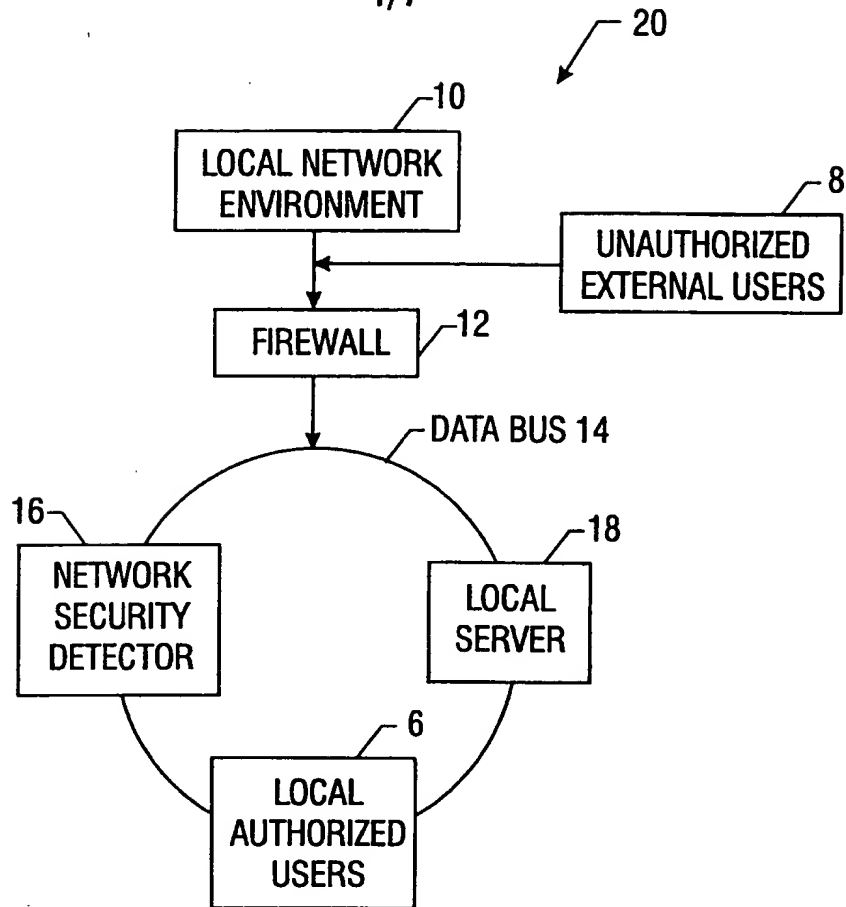 1/7
20
10
LOCAL NETWORK
ENVIRONMENT
8
UNAUTHORIZED
EXTERNAL USERS
FIREWALL
12
DATA BUS 14
16
NETWORK
SECURITY
DETECTOR
18
LOCAL
SERVER
6
LOCAL
AUTHORIZED
USERS